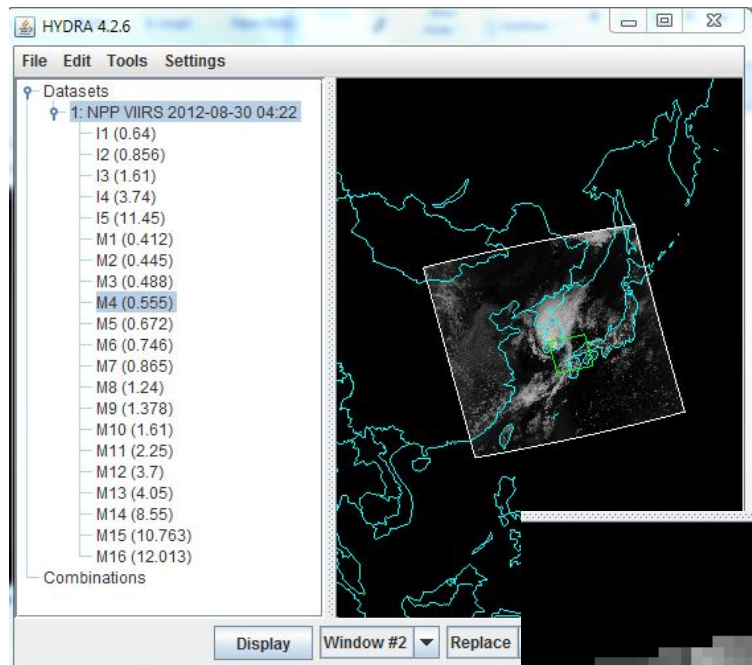 HYDRA 4.2.6
File Edit Tools Settings
Datasets
1: NPP VIIRS 2012-08-30 04:22
I1 (0.64)
I2 (0.856)
I3 (1.61)
I4 (3.74)
I5 (11.45)
M1 (0.412)
M2 (0.445)
M3 (0.488)
M4 (0.555)
M5 (0.672)
M6 (0.746)
M7 (0.865)
M8 (1.24)
M9 (1.378)
M10 (1.61)
M11 (2.25)
M12 (3.7)
M13 (4.05)
M14 (8.55)
M15 (10.763)
M16 (12.013)
Combinations
Display Window #2 Replace